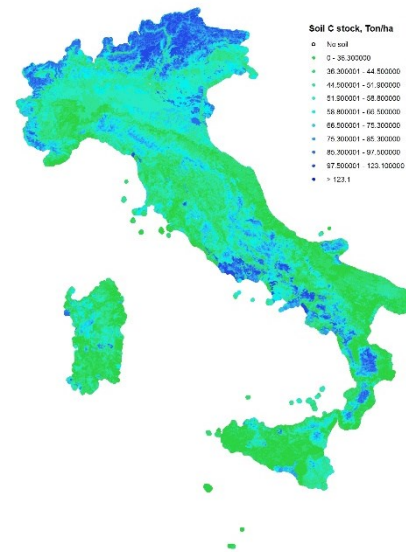 Soil C stock, Ton/ha
No soil
0 - 36.300000
36.300001 - 44.500000
44.500001 - 51.900000
51.900001 - 58.800000
58.800001 - 66.500000
66.500001 - 75.300000
75.300001 - 85.300000
85.300001 - 97.500000
97.500001 - 123.100000
> 123.1